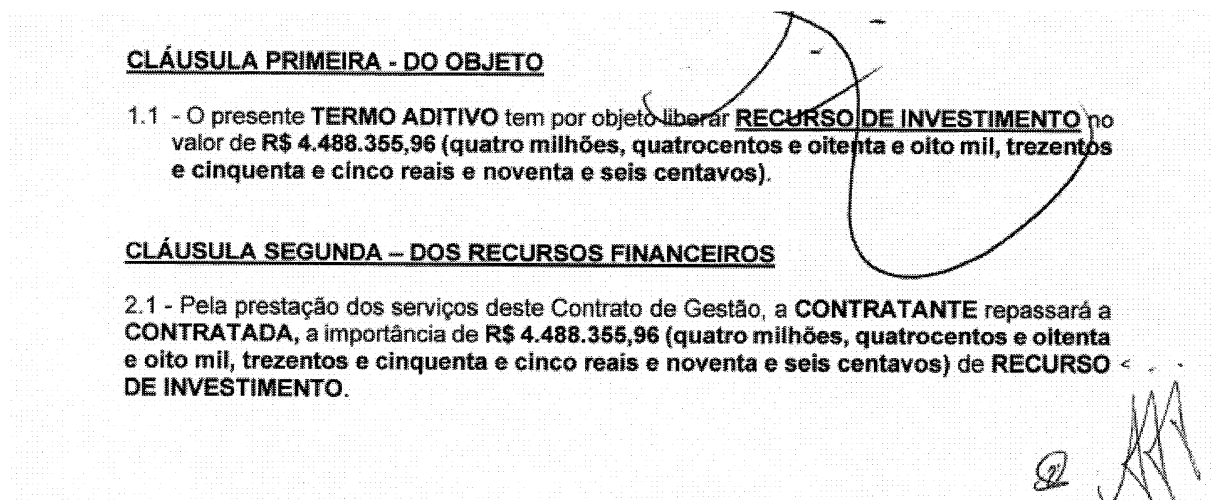 CLÁUSULA PRIMEIRA - DO OBJETO
1.1 - O presente TERMO ADITIVO tem por objeto liberar RECURSO DE INVESTIMENTO no
valor de R$ 4.488.355,96 (quatro milhões, quatrocentos e oitenta e oito mil, trezentos
e cinquenta e cinco reais e noventa e seis centavos).
CLÁUSULA SEGUNDA – DOS RECURSOS FINANCEIROS
2.1 - Pela prestação dos serviços deste Contrato de Gestão, a CONTRATANTE repassará a
CONTRATADA, a importância de R$ 4.488.355,96 (quatro milhões, quatrocentos e oitenta
e oito mil, trezentos e cinquenta e cinco reais e noventa e seis centavos) de RECURSO
DE INVESTIMENTO.